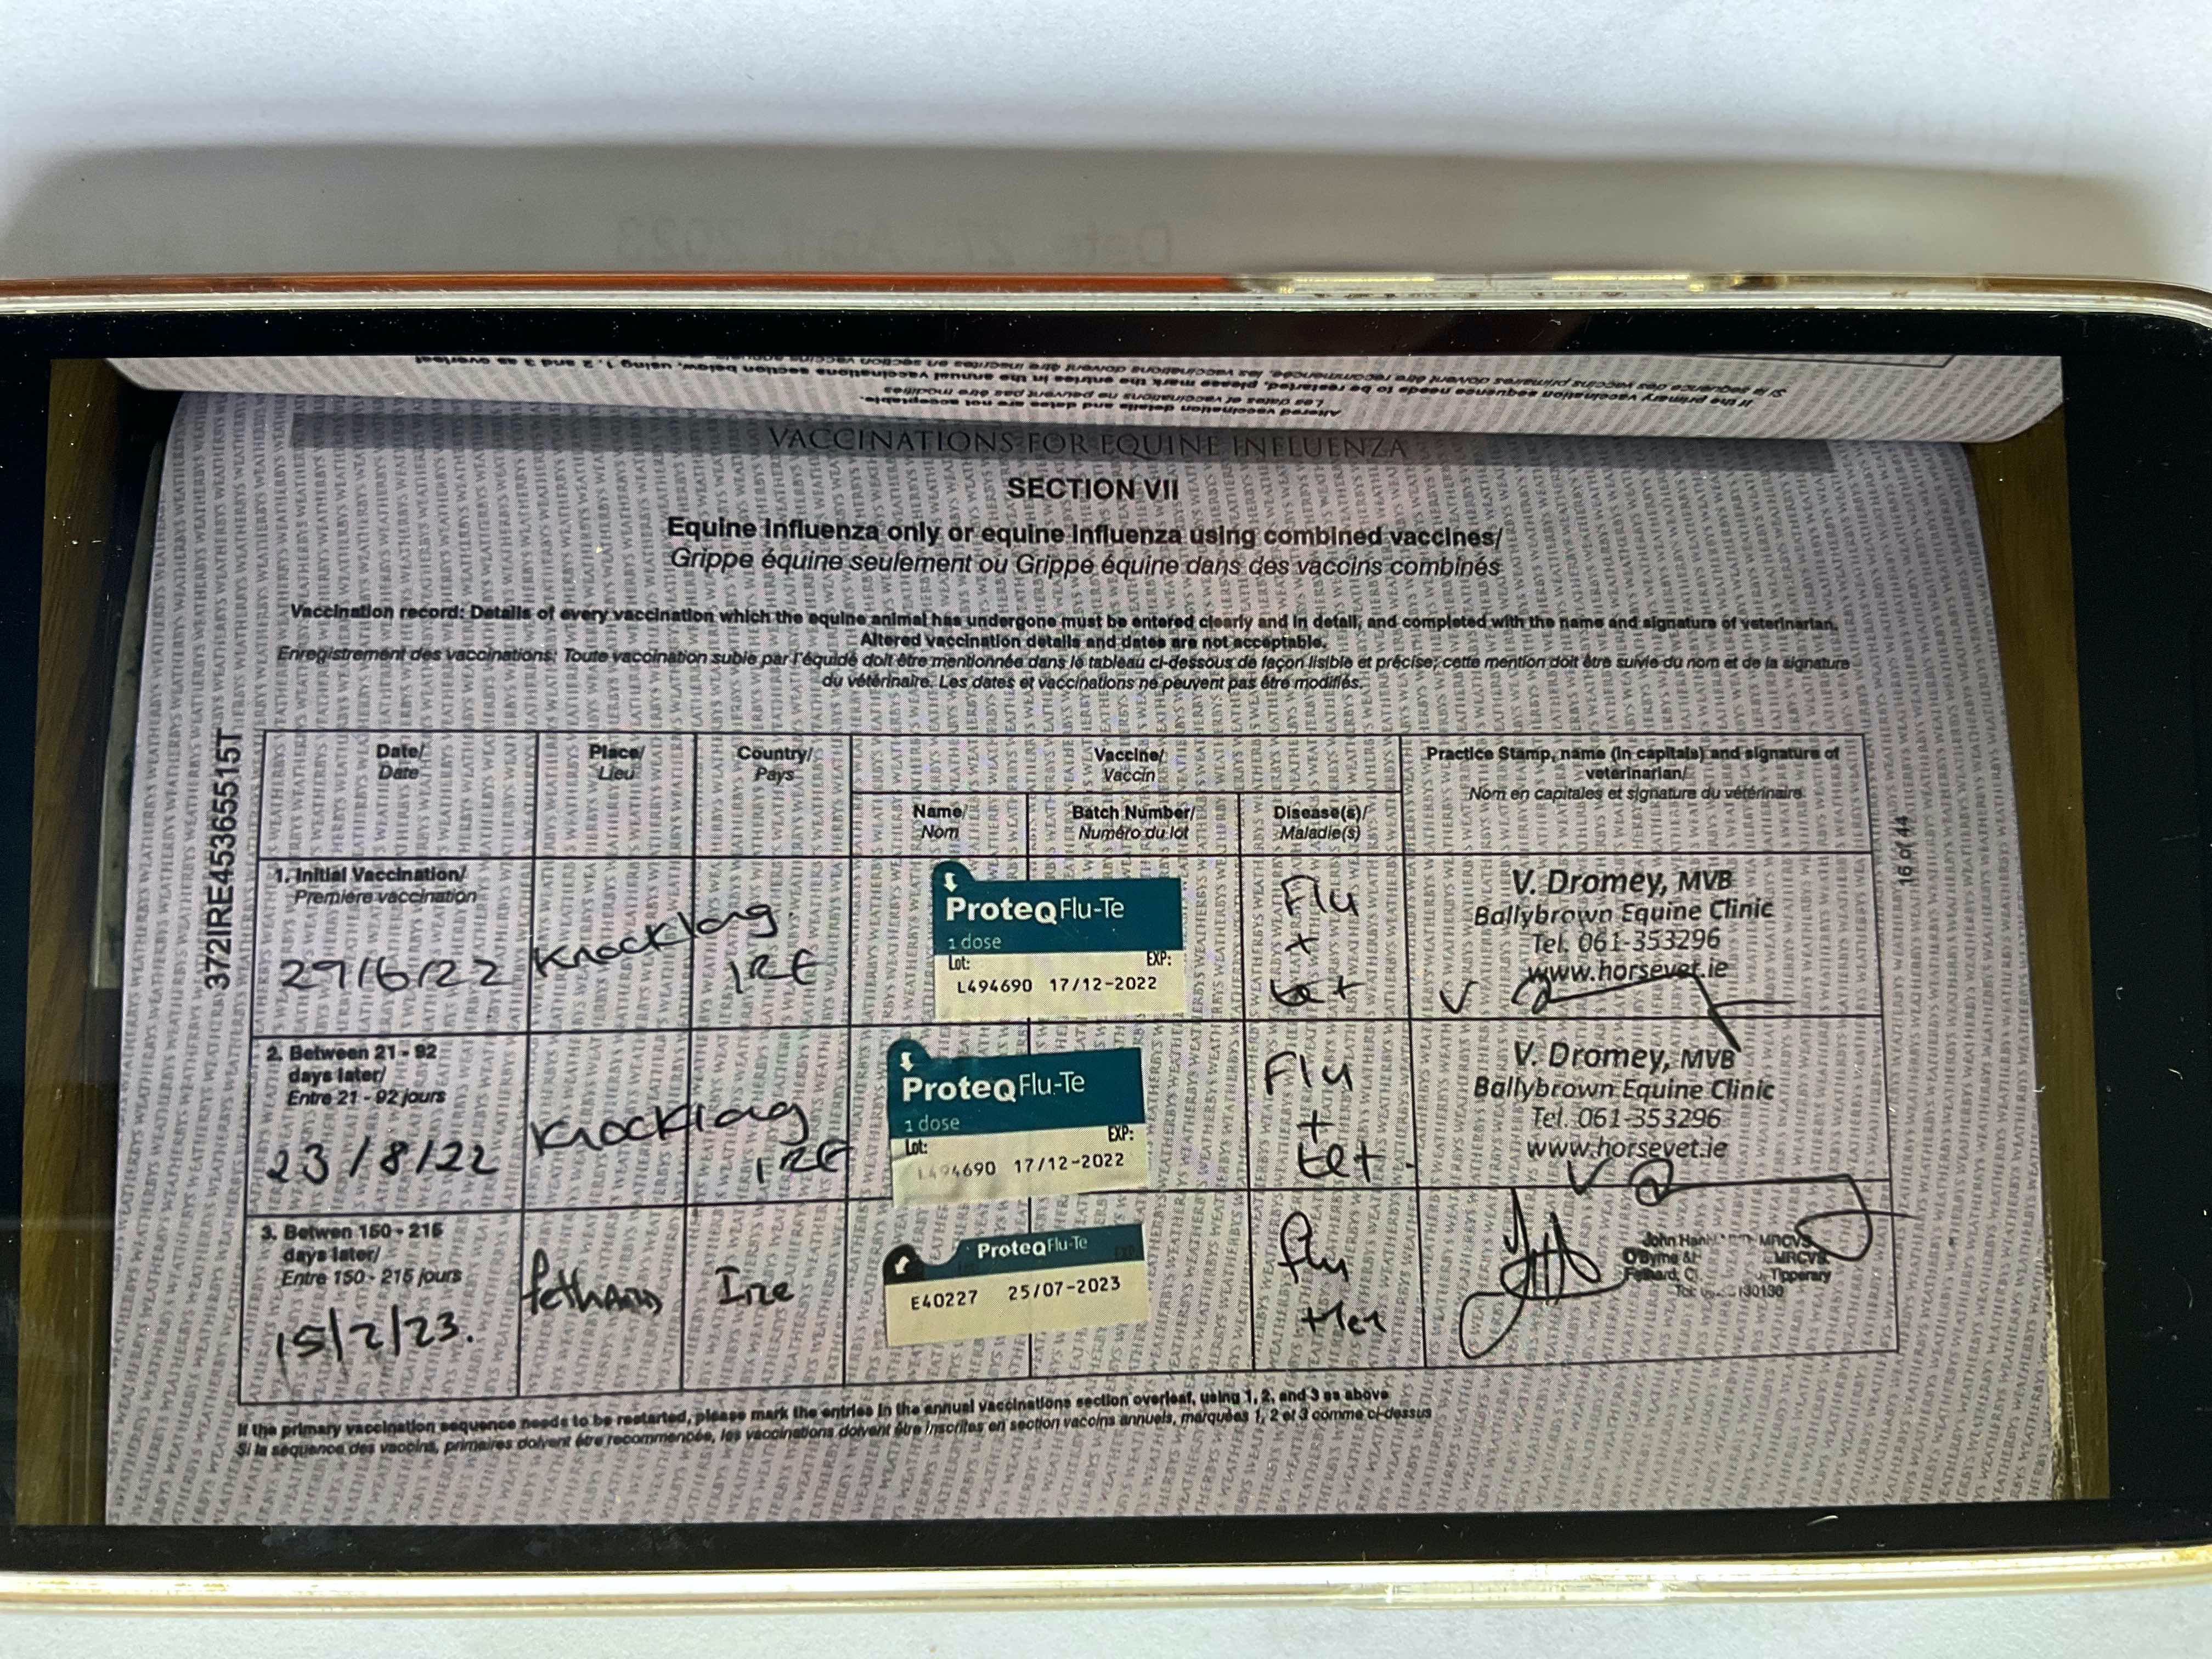 VACCINATIONS FOR EQUINE INFLUENZA
SECTION VII
Equine Influenza only or equine influenza using combined vaccines/
Grippe équine seulement ou Grippe équine dans des vaccins combinés
Vaccination record: Details of every vaccination which the equine animal has undergone must be entered clearly and in detail, and completed with the name and signature of veterinarian.
Altered vaccination details and dates are not acceptable.
Enregistrement des vaccinations: Toute vaccination subie par l'équidé doit être mentionnée dans le tableau ci-dessous de façon lisible et précise; cette mention doit être suivie du nom et de la signature
du vétérinaire. Les dates et vaccinations ne peuvent pas être modifiés.
372IRE45365515T
16 of 44
Date/
Date
Place/
Lieu
Country/
Pays
Vaccine/
Vaccin
Name/
Nom
Batch Number/
Numéro du lot
Disease(s)/
Maladie(s)
Practice Stamp, name (in capitals) and signature of
veterinarian/
Nom en capitales et signature du vétérinaire
1. Initial Vaccination/
Première vaccination
29/6/22
Knocklong
IRE
ProteqFlu-Te
1 dose
Lot: EXP:
L494690 17/12-2022
Flu
+
tet
V. Dromey, MVB
Ballybrown Equine Clinic
Tel. 061-353296
www.horsevet.ie
2. Between 21 - 92
days later/
Entre 21 - 92 jours
23/8/22
Knocklong
IRE
ProteqFlu-Te
1 dose
Lot: EXP:
L494690 17/12-2022
Flu
+
tet
V. Dromey, MVB
Ballybrown Equine Clinic
Tel. 061-353296
www.horsevet.ie
3. Betwen 150 - 215
days later/
Entre 150 - 215 jours
15/2/23.
Fethard
Ire
ProteqFlu-Te
EXP
E40227 25/07-2023
flu
+tet
John MRCVS
O'Byrne & MRCVS
Fethard, Tipperary
If the primary vaccination sequence needs to be restarted, please mark the entries in the annual vaccinations section overleaf, using 1, 2, and 3 as above
Si la séquence des vaccins, primaires doivent être recommencée, les vaccinations doivent être inscrites en section vaccins annuels, marquées 1, 2 et 3 comme ci-dessus